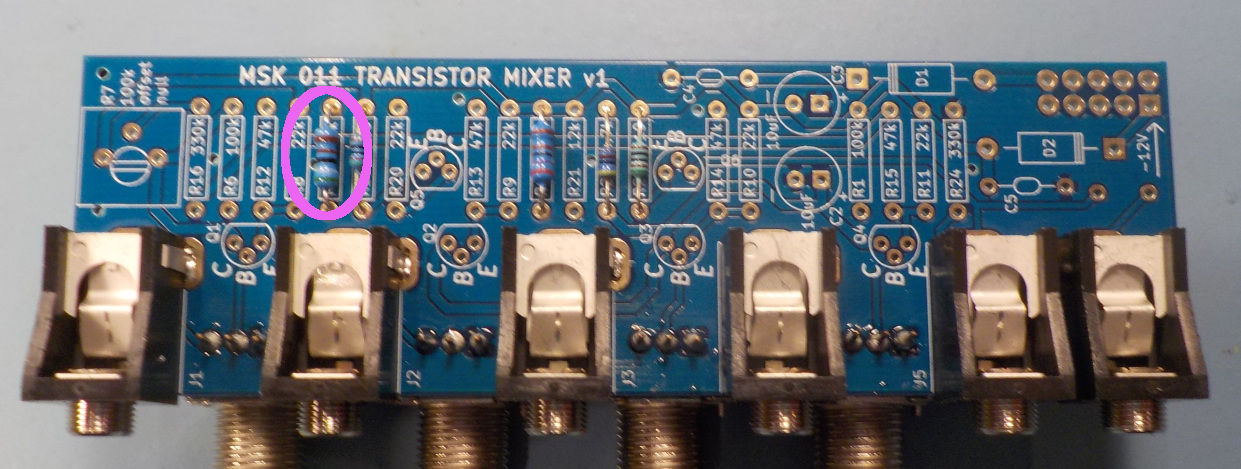 MSK 011 TRANSISTOR MIXER v1
R7
100k
offset
null
R16 330k
R6 100k
R12 47k
22k
R20 22k
E B C
Q5
R13 47k
R9 22k
R21 12k
C4
E B C
R14 47k
R10 22k
10uF
C3
+
10uF
C2
+
R1 100k
R15 47k
R11 22k
R24 330k
D1
D2
C5
-12V
Q1
C B E
Q2
C B E
Q3
C B E
Q4
C B E
J1
J2
J3
J5